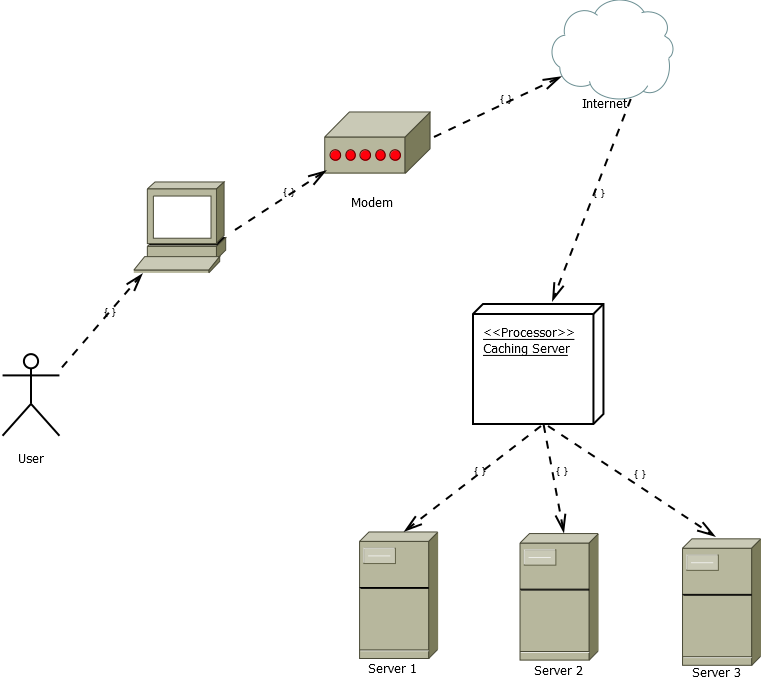 { }
Internet
{ }
{ }
Modem
{ }
<<Processor>>
Caching Server
User
{ }
{ }
{ }
Server 1
Server 2
Server 3